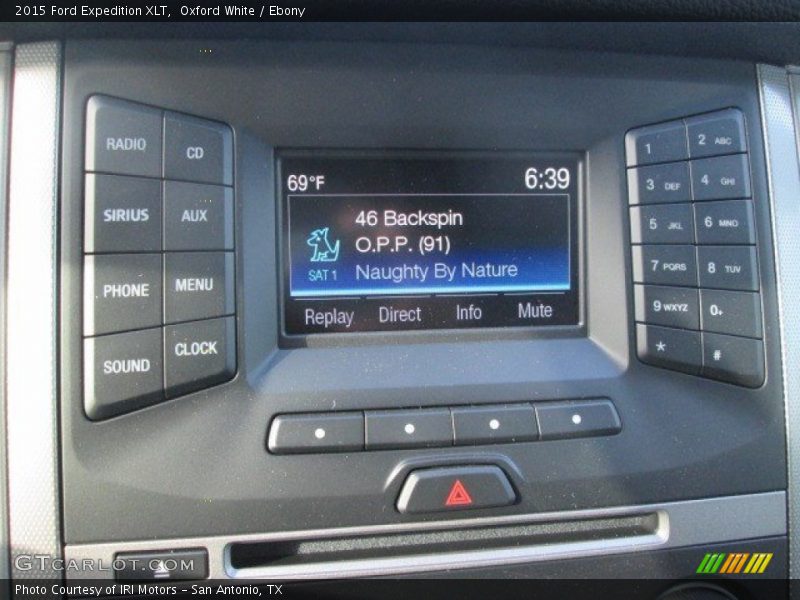 2015 Ford Expedition XLT, Oxford White / Ebony
RADIO
CD
SIRIUS
AUX
PHONE
MENU
SOUND
CLOCK
69°F
6:39
46 Backspin
O.P.P. (91)
SAT 1
Naughty By Nature
Replay Direct Info Mute
1
2 ABC
3 DEF
4 GHI
5 JKL
6 MNO
7 PQRS
8 TUV
9 WXYZ
0+
*
#
GTCarLot.com
Photo Courtesy of IRI Motors - San Antonio, TX